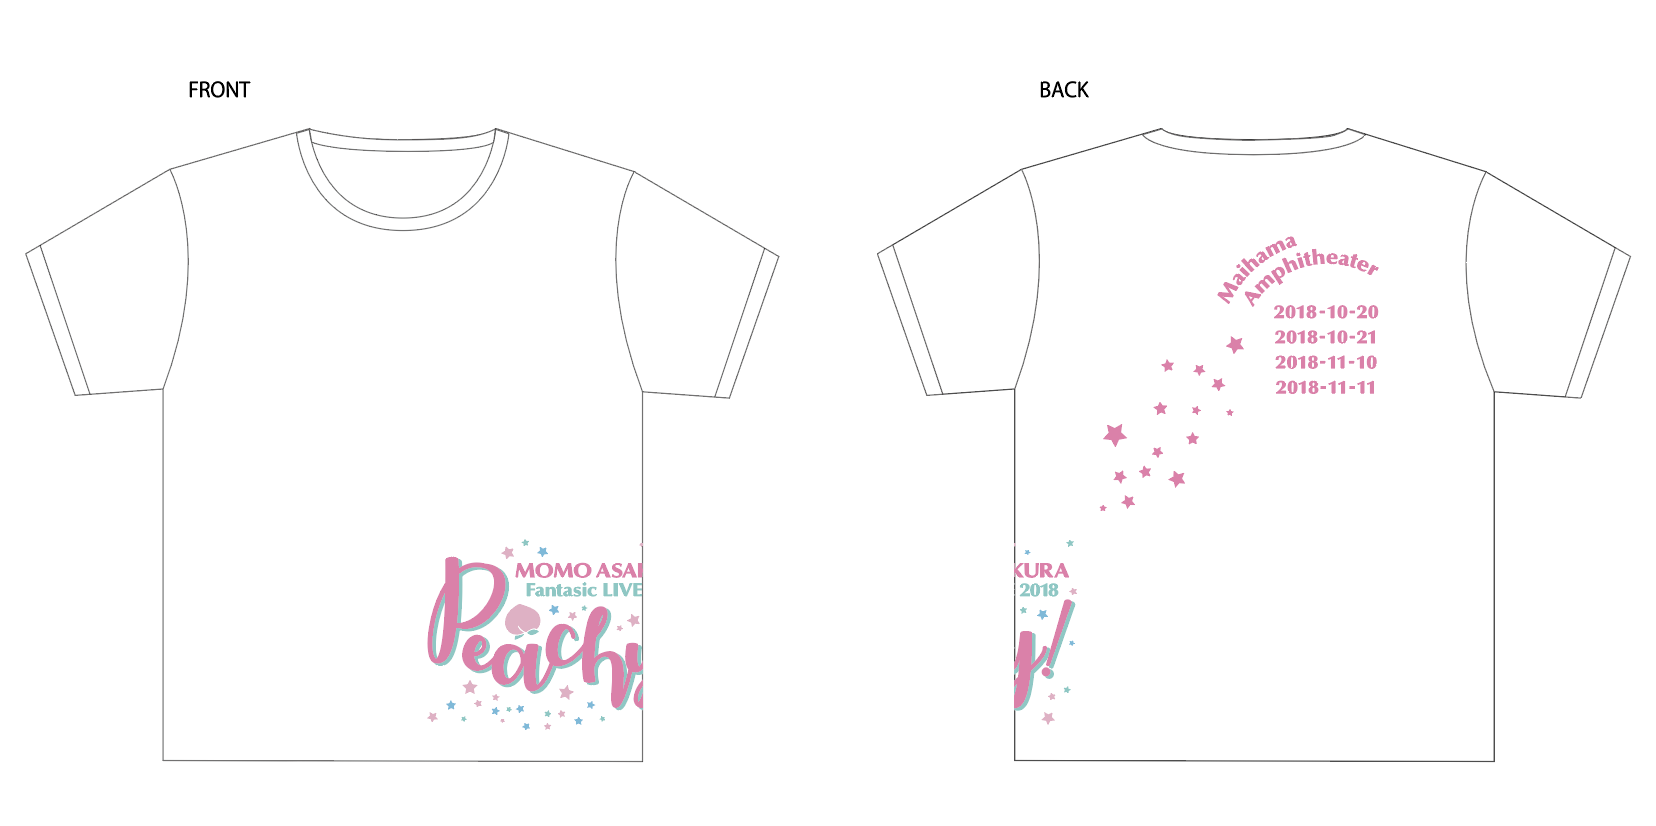 FRONT
MOMO ASAK
Fantasic LIVE
Peachy
BACK
Maihama
Amphitheater
2018-10-20
2018-10-21
2018-11-10
2018-11-11
KURA
2018
y!